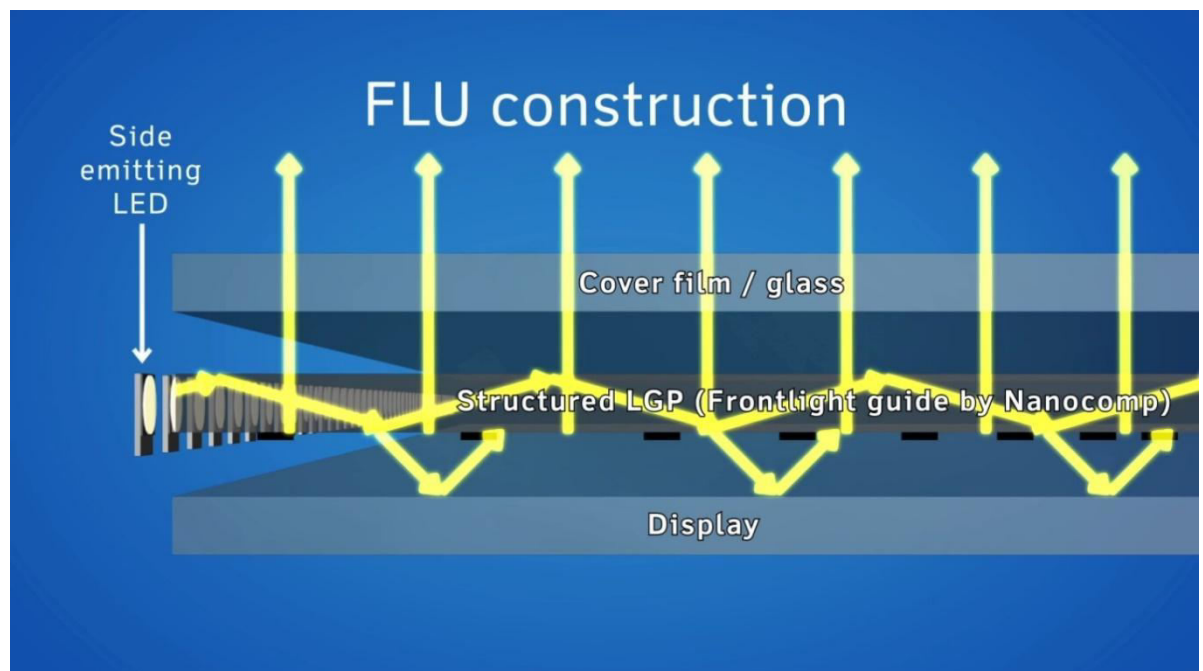 FLU construction
Side
emitting
LED
Cover film / glass
Structured LGP (Frontlight guide by Nanocomp)
Display